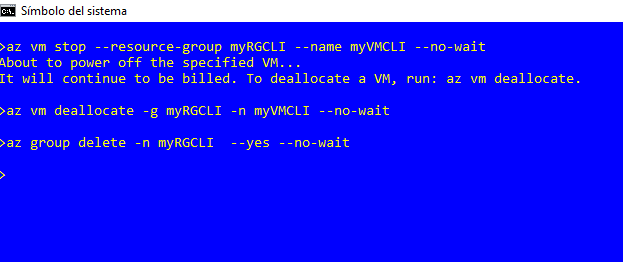 Símbolo del sistema
>az vm stop --resource-group myRGCLI --name myVMCLI --no-wait
About to power off the specified VM...
It will continue to be billed. To deallocate a VM, run: az vm deallocate.
>az vm deallocate -g myRGCLI -n myVMCLI --no-wait
>az group delete -n myRGCLI  --yes --no-wait
>